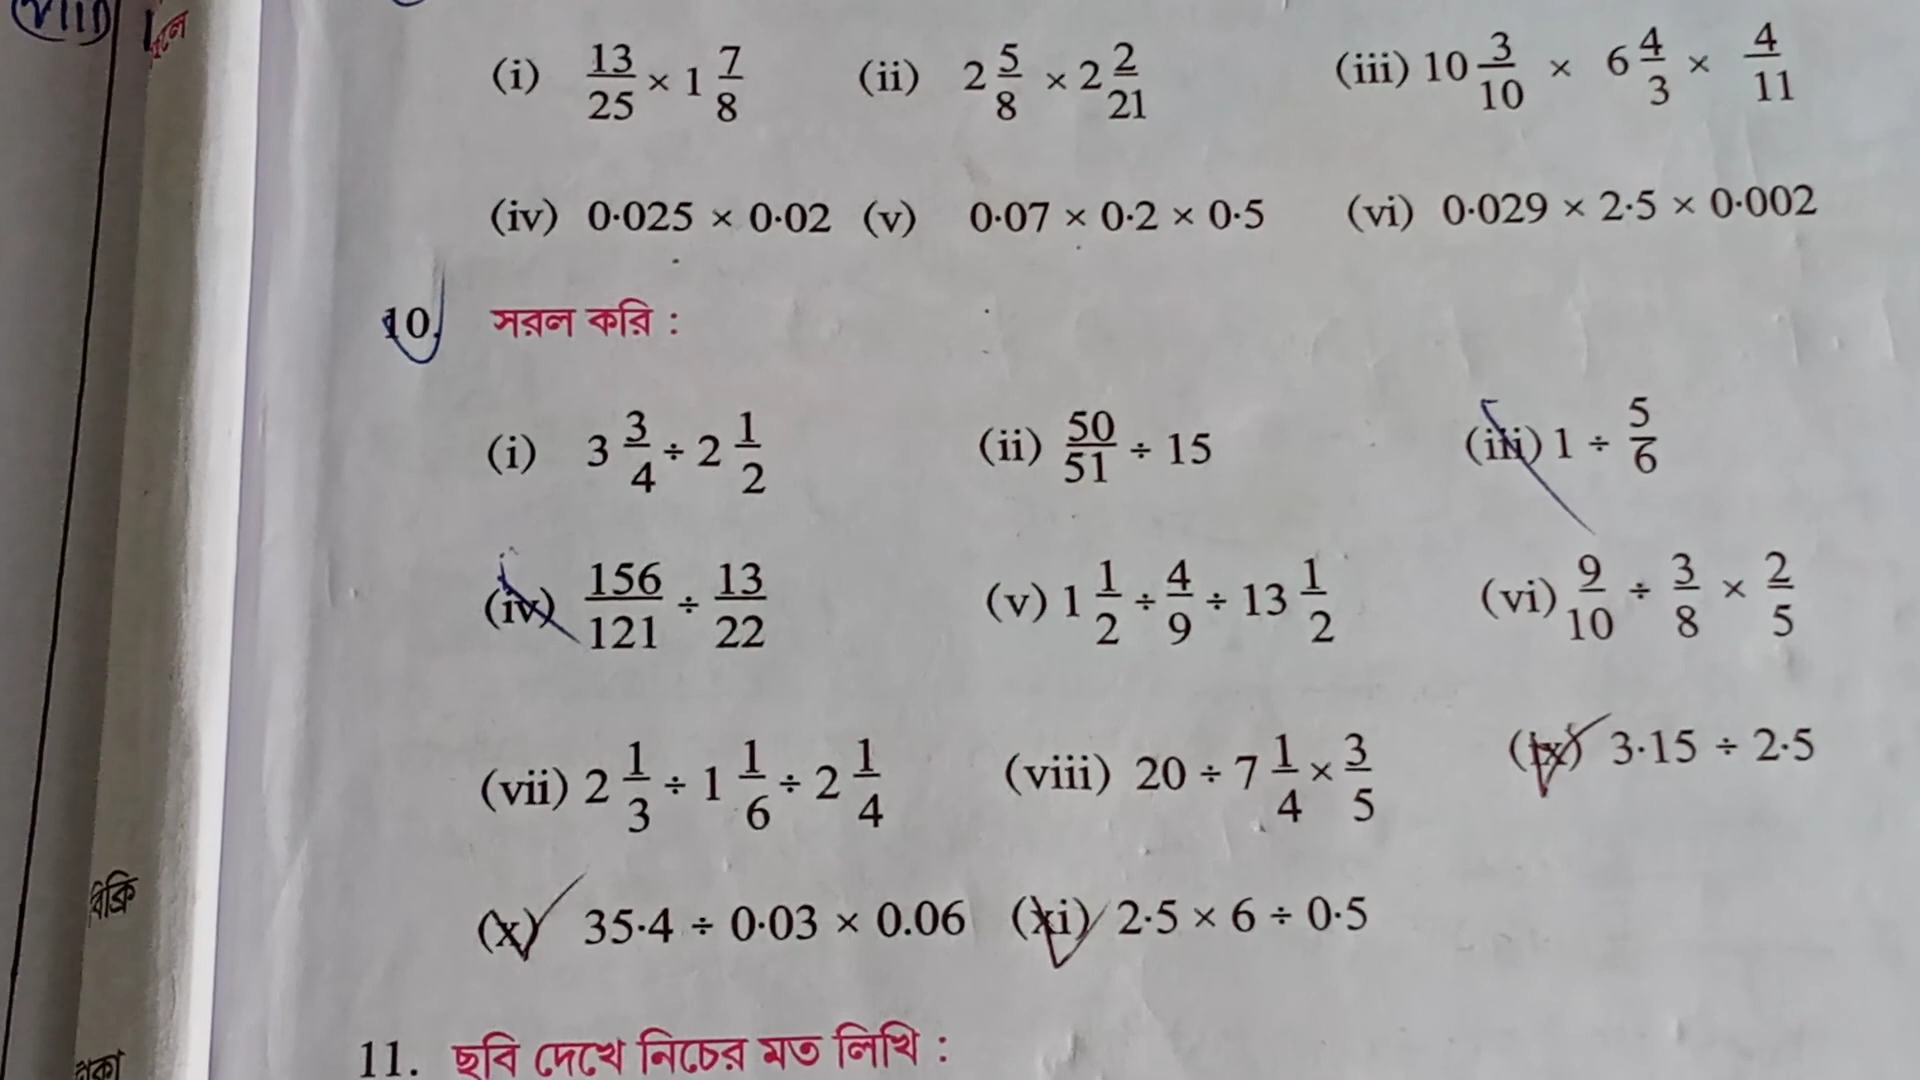 (viii)
(i) 13/25 × 1 7/8 (ii) 2 5/8 × 2 2/21 (iii) 10 3/10 × 6 4/3 × 4/11
(iv) 0·025 × 0·02 (v) 0·07 × 0·2 × 0·5 (vi) 0·029 × 2·5 × 0·002
10. সরল করি :
(i) 3 3/4 ÷ 2 1/2 (ii) 50/51 ÷ 15 (iii) 1 ÷ 5/6
(iv) 156/121 ÷ 13/22 (v) 1 1/2 ÷ 4/9 ÷ 13 1/2 (vi) 9/10 ÷ 3/8 × 2/5
(vii) 2 1/3 ÷ 1 1/6 ÷ 2 1/4 (viii) 20 ÷ 7 1/4 × 3/5 (ix) 3·15 ÷ 2·5
(x) 35·4 ÷ 0·03 × 0.06 (xi) 2·5 × 6 ÷ 0·5
বিক্রি
11. ছবি দেখে নিচের মত লিখি :